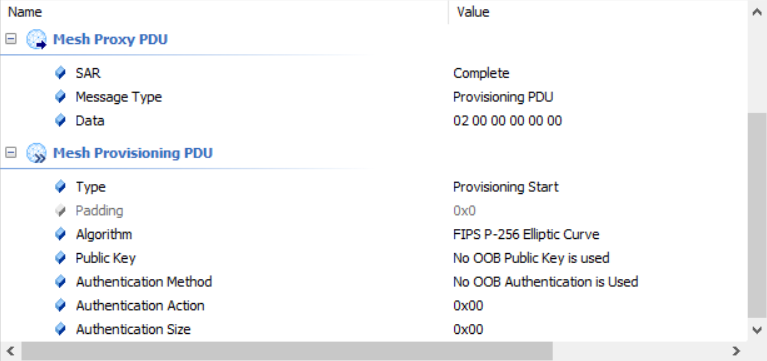 Name Value
Mesh Proxy PDU
SAR Complete
Message Type Provisioning PDU
Data 02 00 00 00 00 00
Mesh Provisioning PDU
Type Provisioning Start
Padding 0x0
Algorithm FIPS P-256 Elliptic Curve
Public Key No OOB Public Key is used
Authentication Method No OOB Authentication is Used
Authentication Action 0x00
Authentication Size 0x00